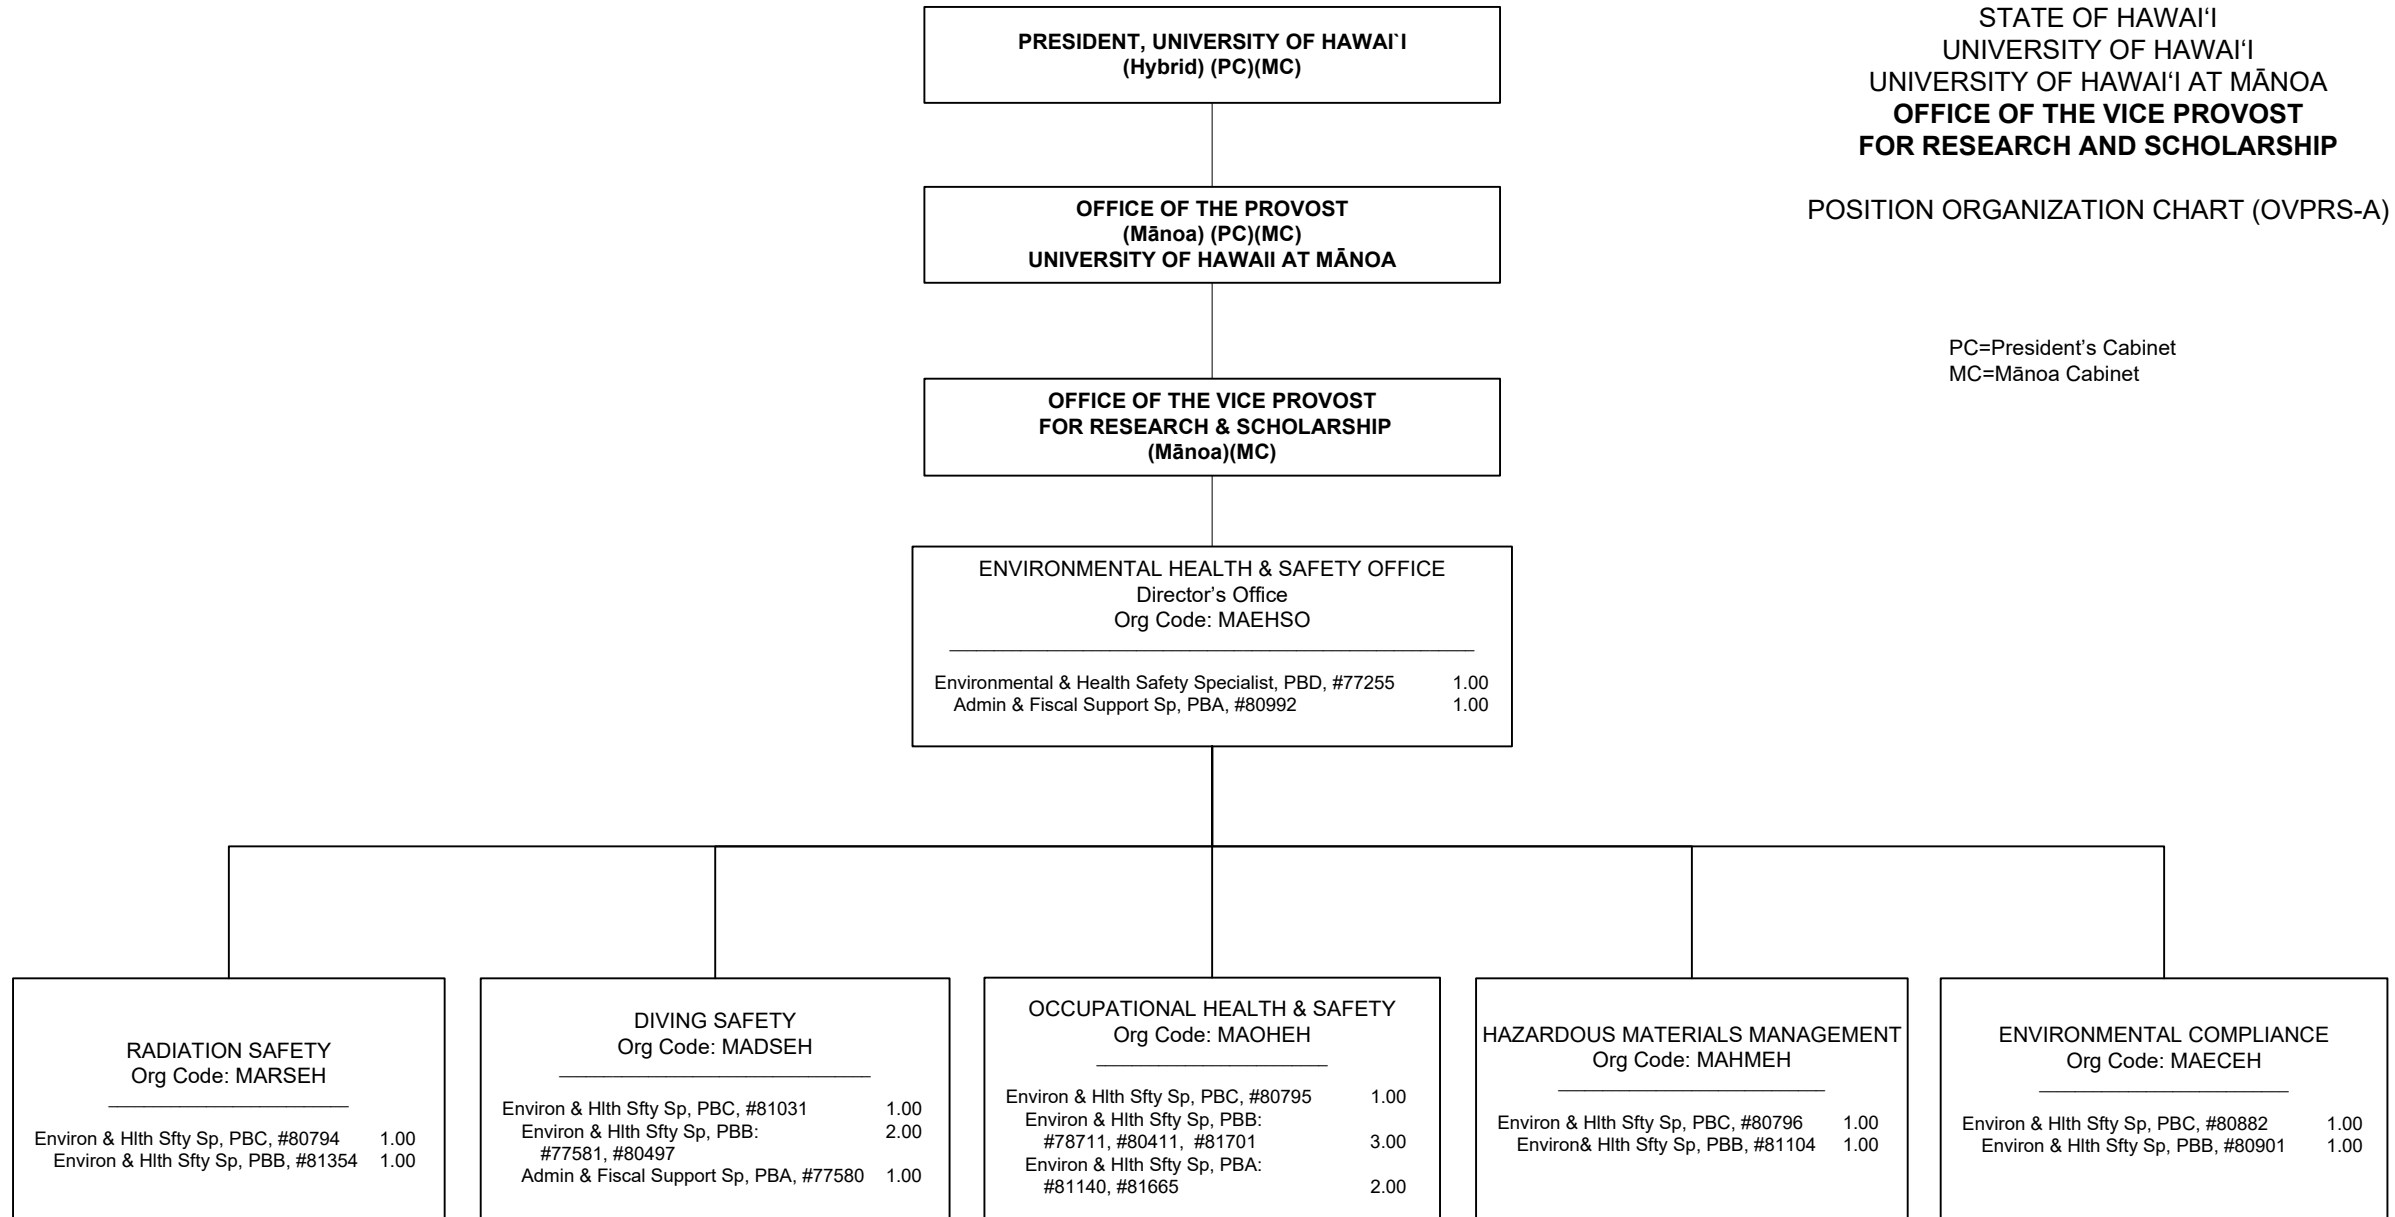 PRESIDENT, UNIVERSITY OF HAWAI`I
(Hybrid) (PC)(MC)
STATE OF HAWAI‘I
UNIVERSITY OF HAWAI‘I
UNIVERSITY OF HAWAI‘I AT MĀNOA
OFFICE OF THE VICE PROVOST
FOR RESEARCH AND SCHOLARSHIP
POSITION ORGANIZATION CHART (OVPRS-A)
OFFICE OF THE PROVOST
(Mānoa) (PC)(MC)
UNIVERSITY OF HAWAII AT MĀNOA
PC=President’s Cabinet
MC=Mānoa Cabinet
OFFICE OF THE VICE PROVOST
FOR RESEARCH & SCHOLARSHIP
(Mānoa)(MC)
ENVIRONMENTAL HEALTH & SAFETY OFFICE
Director’s Office
Org Code: MAEHSO
Environmental & Health Safety Specialist, PBD, #77255 1.00
Admin & Fiscal Support Sp, PBA, #80992 1.00
RADIATION SAFETY
Org Code: MARSEH
Environ & Hlth Sfty Sp, PBC, #80794 1.00
Environ & Hlth Sfty Sp, PBB, #81354 1.00
DIVING SAFETY
Org Code: MADSEH
Environ & Hlth Sfty Sp, PBC, #81031 1.00
Environ & Hlth Sfty Sp, PBB: 2.00
#77581, #80497
Admin & Fiscal Support Sp, PBA, #77580 1.00
OCCUPATIONAL HEALTH & SAFETY
Org Code: MAOHEH
Environ & Hlth Sfty Sp, PBC, #80795 1.00
Environ & Hlth Sfty Sp, PBB:
#78711, #80411, #81701 3.00
Environ & Hlth Sfty Sp, PBA:
#81140, #81665 2.00
HAZARDOUS MATERIALS MANAGEMENT
Org Code: MAHMEH
Environ & Hlth Sfty Sp, PBC, #80796 1.00
Environ& Hlth Sfty Sp, PBB, #81104 1.00
ENVIRONMENTAL COMPLIANCE
Org Code: MAECEH
Environ & Hlth Sfty Sp, PBC, #80882 1.00
Environ & Hlth Sfty Sp, PBB, #80901 1.00